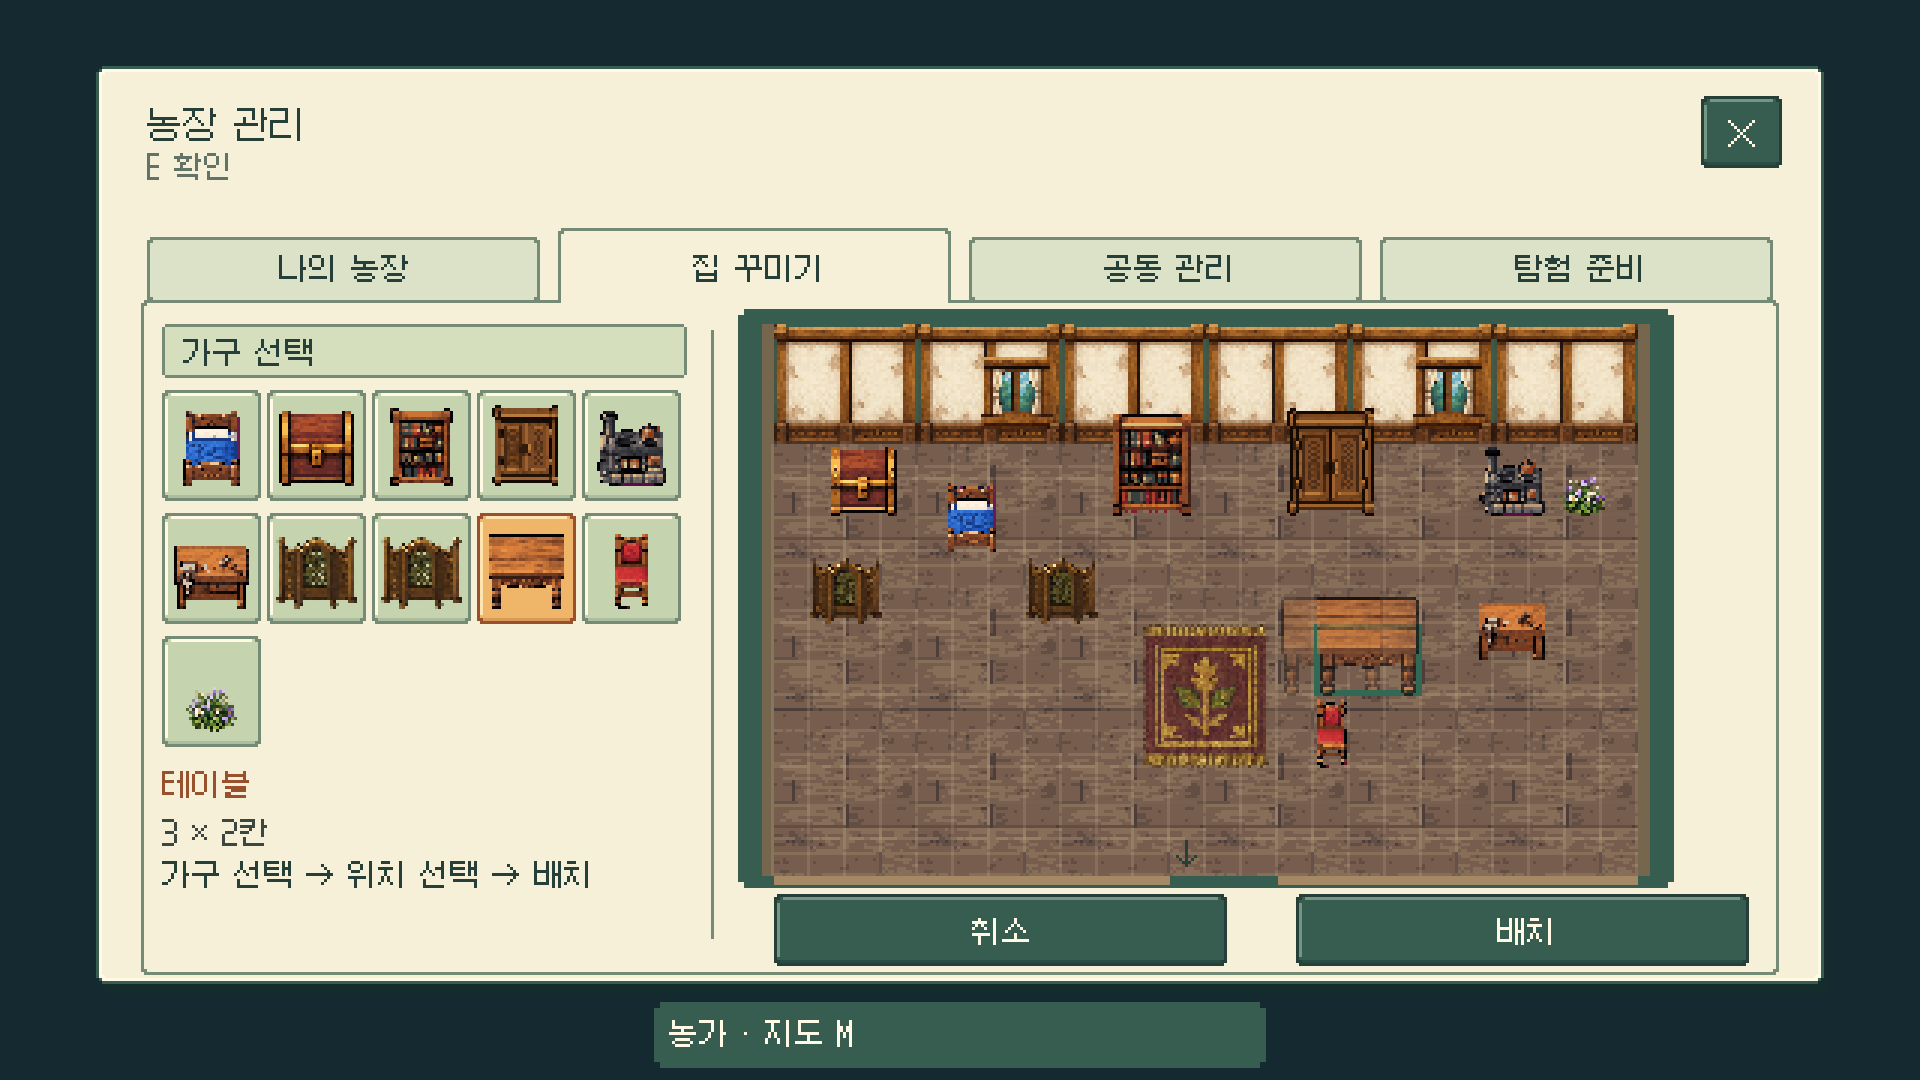 농장 관리
E 확인
나의 농장
집 꾸미기
공동 관리
탐험 준비
가구 선택
테이블
3 × 2칸
가구 선택 → 위치 선택 → 배치
취소
배치
농가 · 지도 M